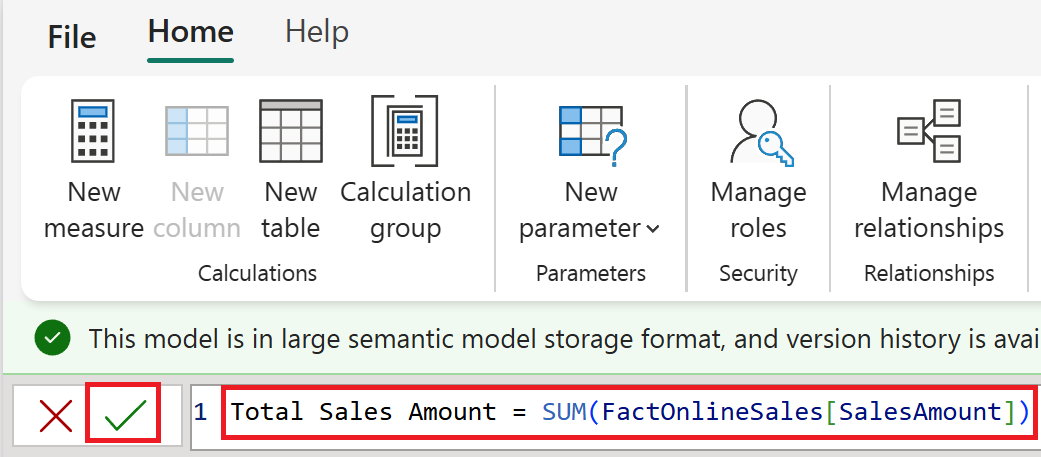 File Home Help
New measure
New column
New table
Calculation group
New parameter
Manage roles
Manage relationships
Calculations
Parameters
Security
Relationships
This model is in large semantic model storage format, and version history is avai
1 Total Sales Amount = SUM(FactOnlineSales[SalesAmount])